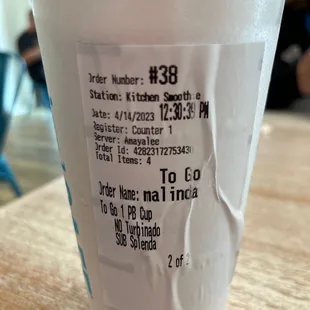 Order Number: #38
Station: Kitchen Smoothie
Date: 4/14/2023 12:30:39 PM
Register: Counter 1
Server: Amayalee
Order Id: 42823172753430
Total Items: 4
To Go
Order Name: malinda
To Go 1 PB Cup
NO Turbinado
SUB Splenda
2 of